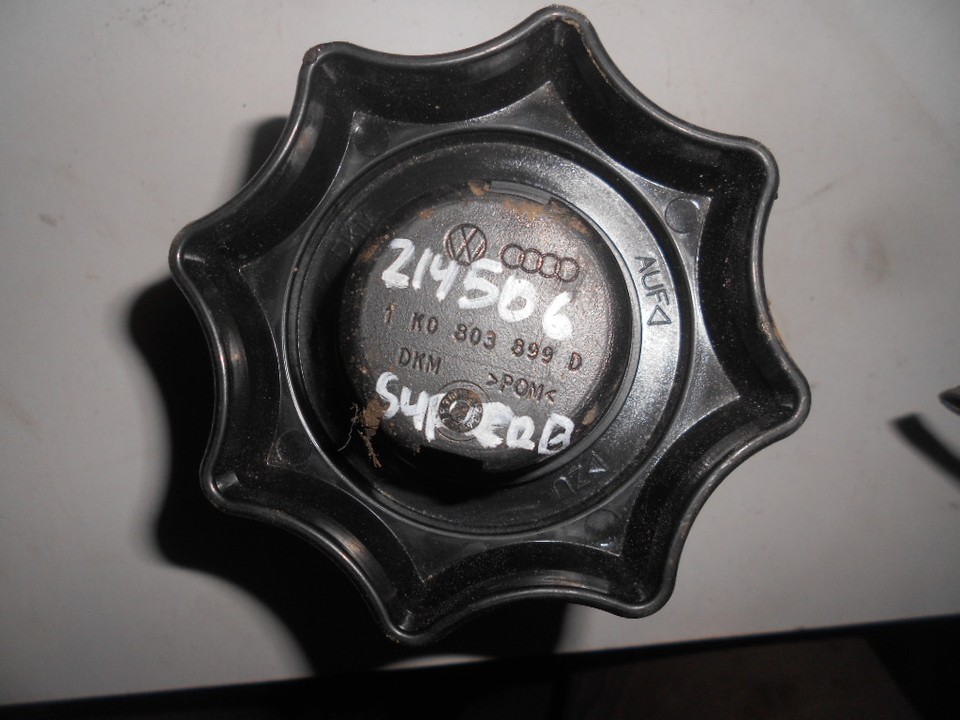 214506
1 K0 803 899 D
DKM
>POM<
SUPERB
AUF◁
◁ ZU